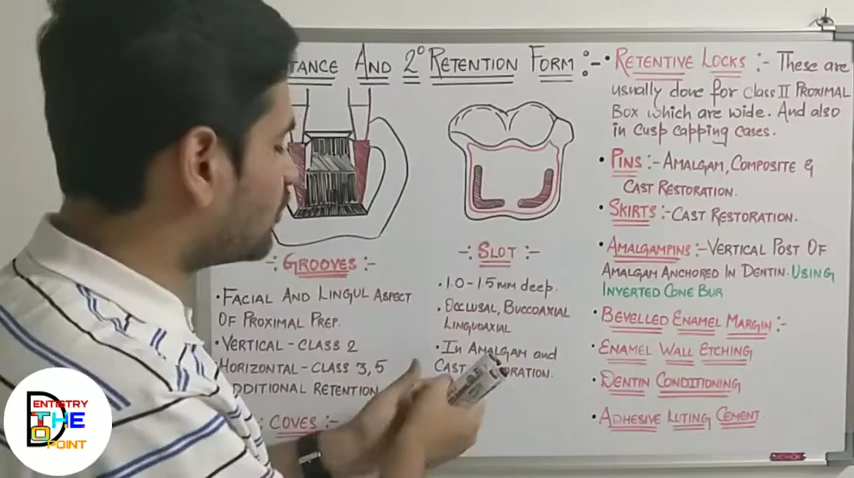 TANCE AND 2° RETENTION FORM :-
: GROOVES :-
• FACIAL AND LINGUL ASPECT
OF PROXIMAL PREP.
• VERTICAL - CLASS 2
HORIZONTAL - CLASS 3, 5
DDITIONAL RETENTION
COVES :-
-: SLOT :-
• 1.0 - 1.5 mm deep.
• OCCLUSAL, BUCCOAXIAL
LINGUOAXIAL
• IN AMALGAM and
CAST ORATION.
• RETENTIVE LOCKS :- These are
usually done for class II PROXIMAL
Box which are wide. And also
in cusp capping cases.
• PINS :- AMALGAM, COMPOSITE &
CAST RESTORATION.
• SKIRTS :- CAST RESTORATION.
• AMALGAMPINS :- VERTICAL POST OF
AMALGAM ANCHORED IN DENTIN. USING
INVERTED CONE BUR
• BEVELLED ENAMEL MARGIN :-
• ENAMEL WALL ETCHING
• DENTIN CONDITIONING
• ADHESIVE LUTING CEMENT
DENTISTRY
THE
TO POINT